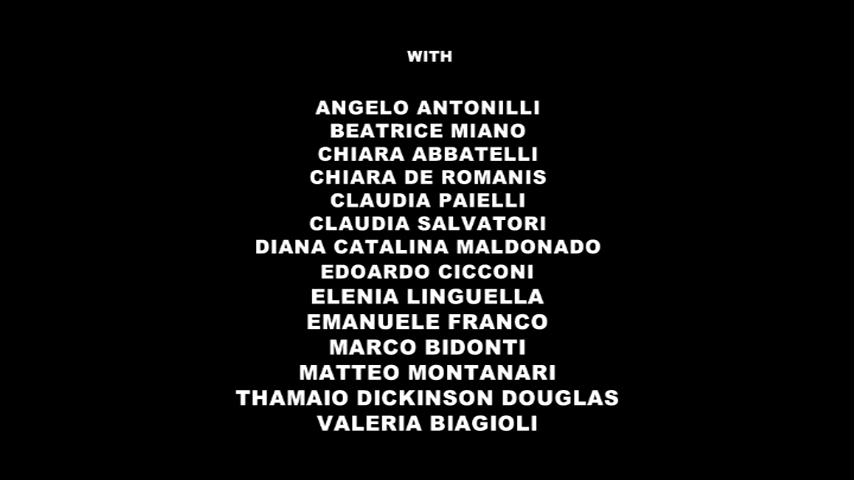 WITH
ANGELO ANTONILLI
BEATRICE MIANO
CHIARA ABBATELLI
CHIARA DE ROMANIS
CLAUDIA PAIELLI
CLAUDIA SALVATORI
DIANA CATALINA MALDONADO
EDOARDO CICCONI
ELENIA LINGUELLA
EMANUELE FRANCO
MARCO BIDONTI
MATTEO MONTANARI
THAMAIO DICKINSON DOUGLAS
VALERIA BIAGIOLI